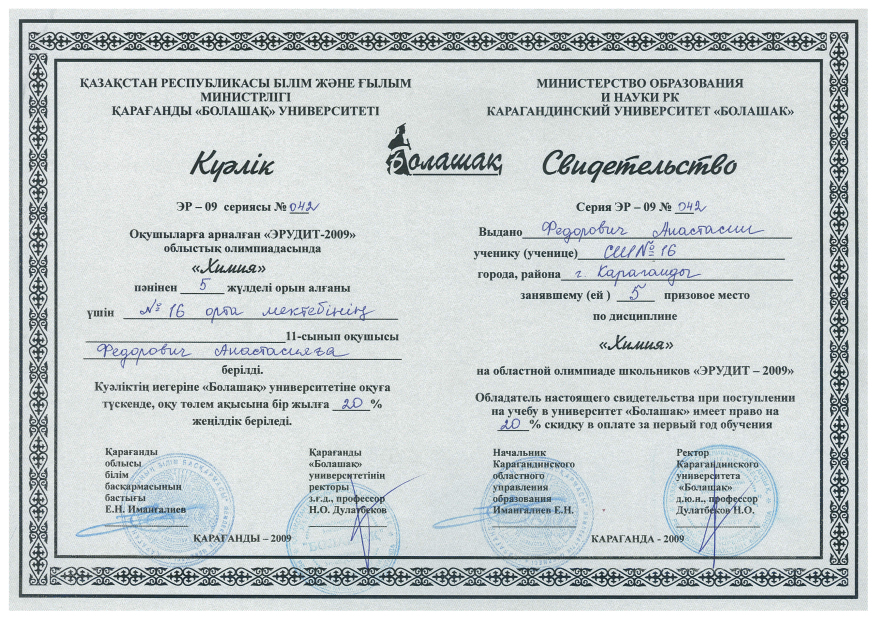 ҚАЗАҚСТАН РЕСПУБЛИКАСЫ БІЛІМ ЖӘНЕ ҒЫЛЫМ
МИНИСТРЛІГІ
ҚАРАҒАНДЫ «БОЛАШАҚ» УНИВЕРСИТЕТІ
Куәлік
ЭР – 09 сериясы № 042
Оқушыларға арналған «ЭРУДИТ-2009»
облыстық олимпиадасында
«Химия»
пәнінен 5 жүлделі орын алғаны
үшін № 16 орта мектебінің
11-сынып оқушысы
Федорович Анастасияға
берілді.
Куәліктің иегеріне «Болашақ» университетіне оқуға
түскенде, оқу төлем ақысына бір жылға 20 %
жеңілдік беріледі.
Қарағанды
облысы
білім
басқармасының
бастығы
Е.Н. Имангалиев
Қарағанды
«Болашақ»
университетінің
ректоры
з.ғ.д., профессор
Н.О. Дулатбеков
ҚАРАҒАНДЫ – 2009
Болашақ
МИНИСТЕРСТВО ОБРАЗОВАНИЯ
И НАУКИ РК
КАРАГАНДИНСКИЙ УНИВЕРСИТЕТ «БОЛАШАК»
Свидетельство
Серия ЭР – 09 № 042
Выдано Федорович Анастасии
ученику (ученице) СШ№ 16
города, района г. Караганды
занявшему (ей ) 5 призовое место
по дисциплине
«Химия»
на областной олимпиаде школьников «ЭРУДИТ – 2009»
Обладатель настоящего свидетельства при поступлении
на учебу в университет «Болашак» имеет право на
20 % скидку в оплате за первый год обучения
Начальник
Карагандинского
областного
управления
образования
Имангалиев Е.Н.
Ректор
Карагандинского
университета
«Болашак»
д.ю.н., профессор
Дулатбеков Н.О.
КАРАГАНДА - 2009